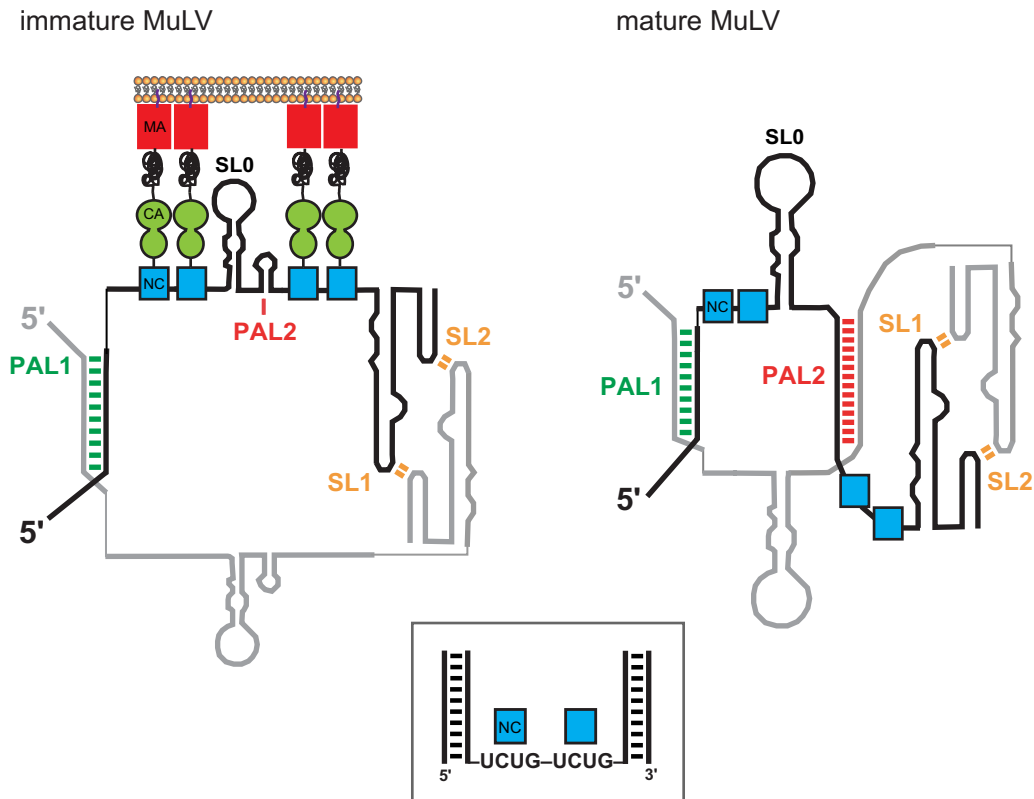 immature MuLV
MA
SL0
CA
NC
PAL2
5'
PAL1
SL2
SL1
5'
mature MuLV
SL0
5'
NC
SL1
PAL1
PAL2
SL2
5'
NC
–UCUG–UCUG–
5'
3'